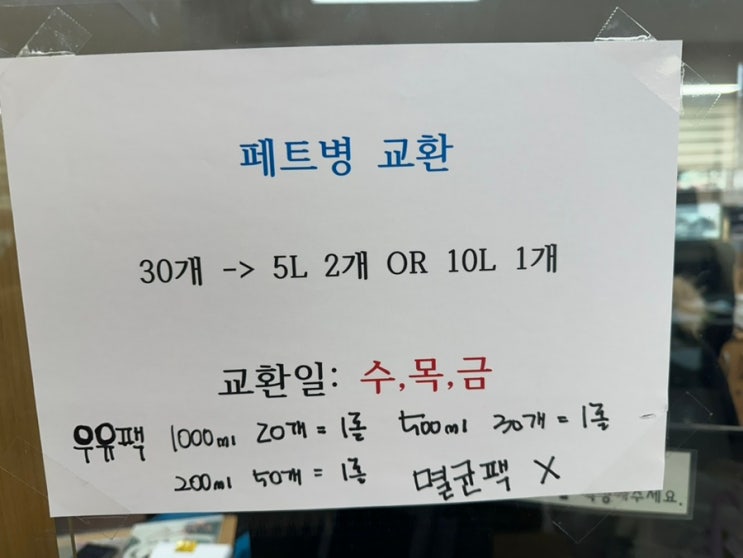 페트병 교환
30개 -> 5L 2개 OR 10L 1개
교환일: 수,목,금
우유팩 1000ml 20개 = 1롤 500ml 30개 = 1롤
200ml 50개 = 1롤 멸균팩 X